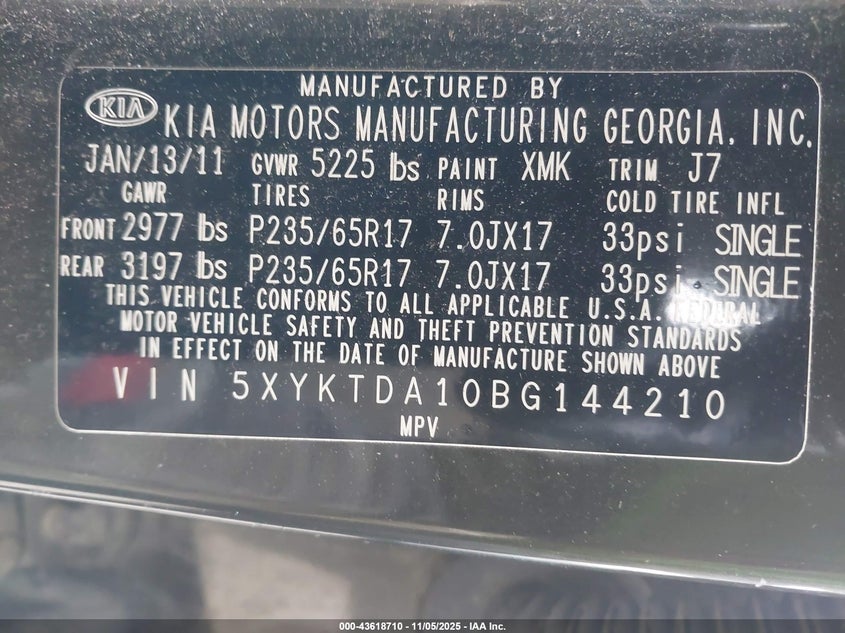 MANUFACTURED BY
KIA KIA MOTORS MANUFACTURING GEORGIA, INC.
JAN/13/11 GVWR 5225 lbs PAINT XMK TRIM J7
GAWR TIRES RIMS COLD TIRE INFL
FRONT 2977 lbs P235/65R17 7.0JX17 33psi SINGLE
REAR 3197 lbs P235/65R17 7.0JX17 33psi SINGLE
THIS VEHICLE CONFORMS TO ALL APPLICABLE U.S.A. FEDERAL
MOTOR VEHICLE SAFETY AND THEFT PREVENTION STANDARDS
IN EFFECT ON THE DATE OF MANUFACTURE SHOWN ABOVE
VIN 5XYKTDA10BG144210
MPV
000-43618710 - 11/05/2025 - IAA Inc.